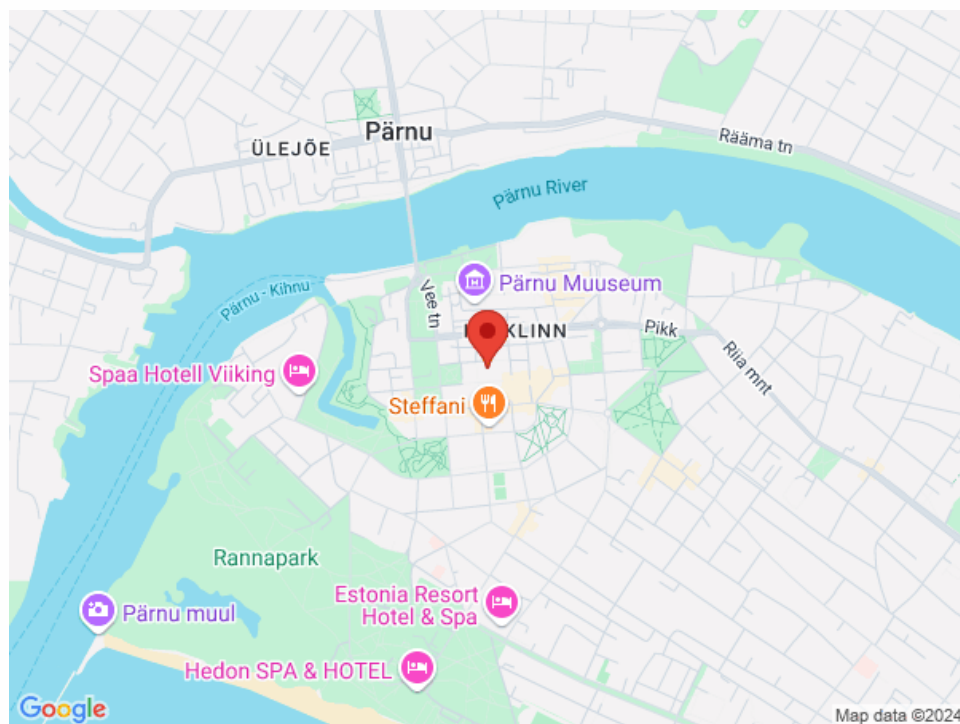 Pärnu
ÜLEJÕE
Rääma tn
Pärnu River
Pärnu - Kihnu
Vee tn
Pärnu Muuseum
KLINN
Pikk
Riia mnt
Spaa Hotell Viiking
Steffani
Rannapark
Estonia Resort
Hotel & Spa
Pärnu muul
Hedon SPA & HOTEL
Google
Map data ©2024